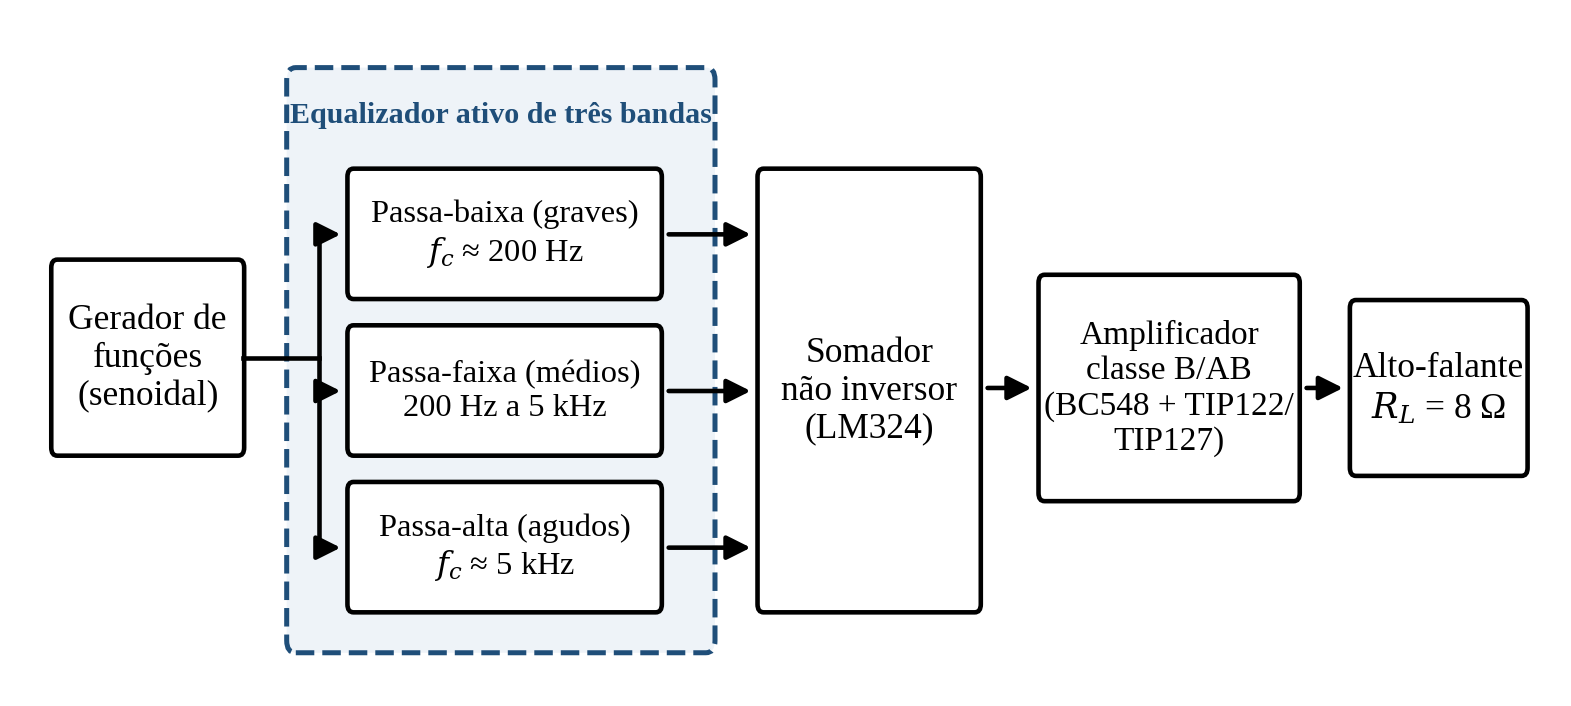 Equalizador ativo de três bandas
Gerador de
funções
(senoidal)
Passa-baixa (graves)
fc ≈ 200 Hz
Passa-faixa (médios)
200 Hz a 5 kHz
Passa-alta (agudos)
fc ≈ 5 kHz
Somador
não inversor
(LM324)
Amplificador
classe B/AB
(BC548 + TIP122/
TIP127)
Alto-falante
RL = 8 Ω